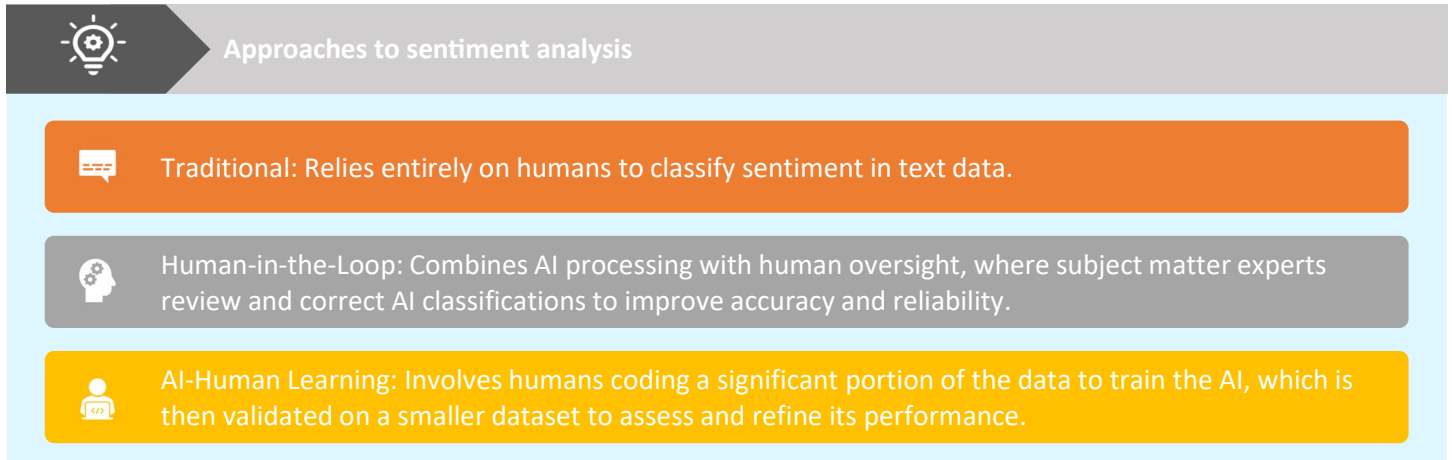 Approaches to sentiment analysis
Traditional: Relies entirely on humans to classify sentiment in text data.
Human-in-the-Loop: Combines AI processing with human oversight, where subject matter experts
review and correct AI classifications to improve accuracy and reliability.
AI-Human Learning: Involves humans coding a significant portion of the data to train the AI, which is
then validated on a smaller dataset to assess and refine its performance.